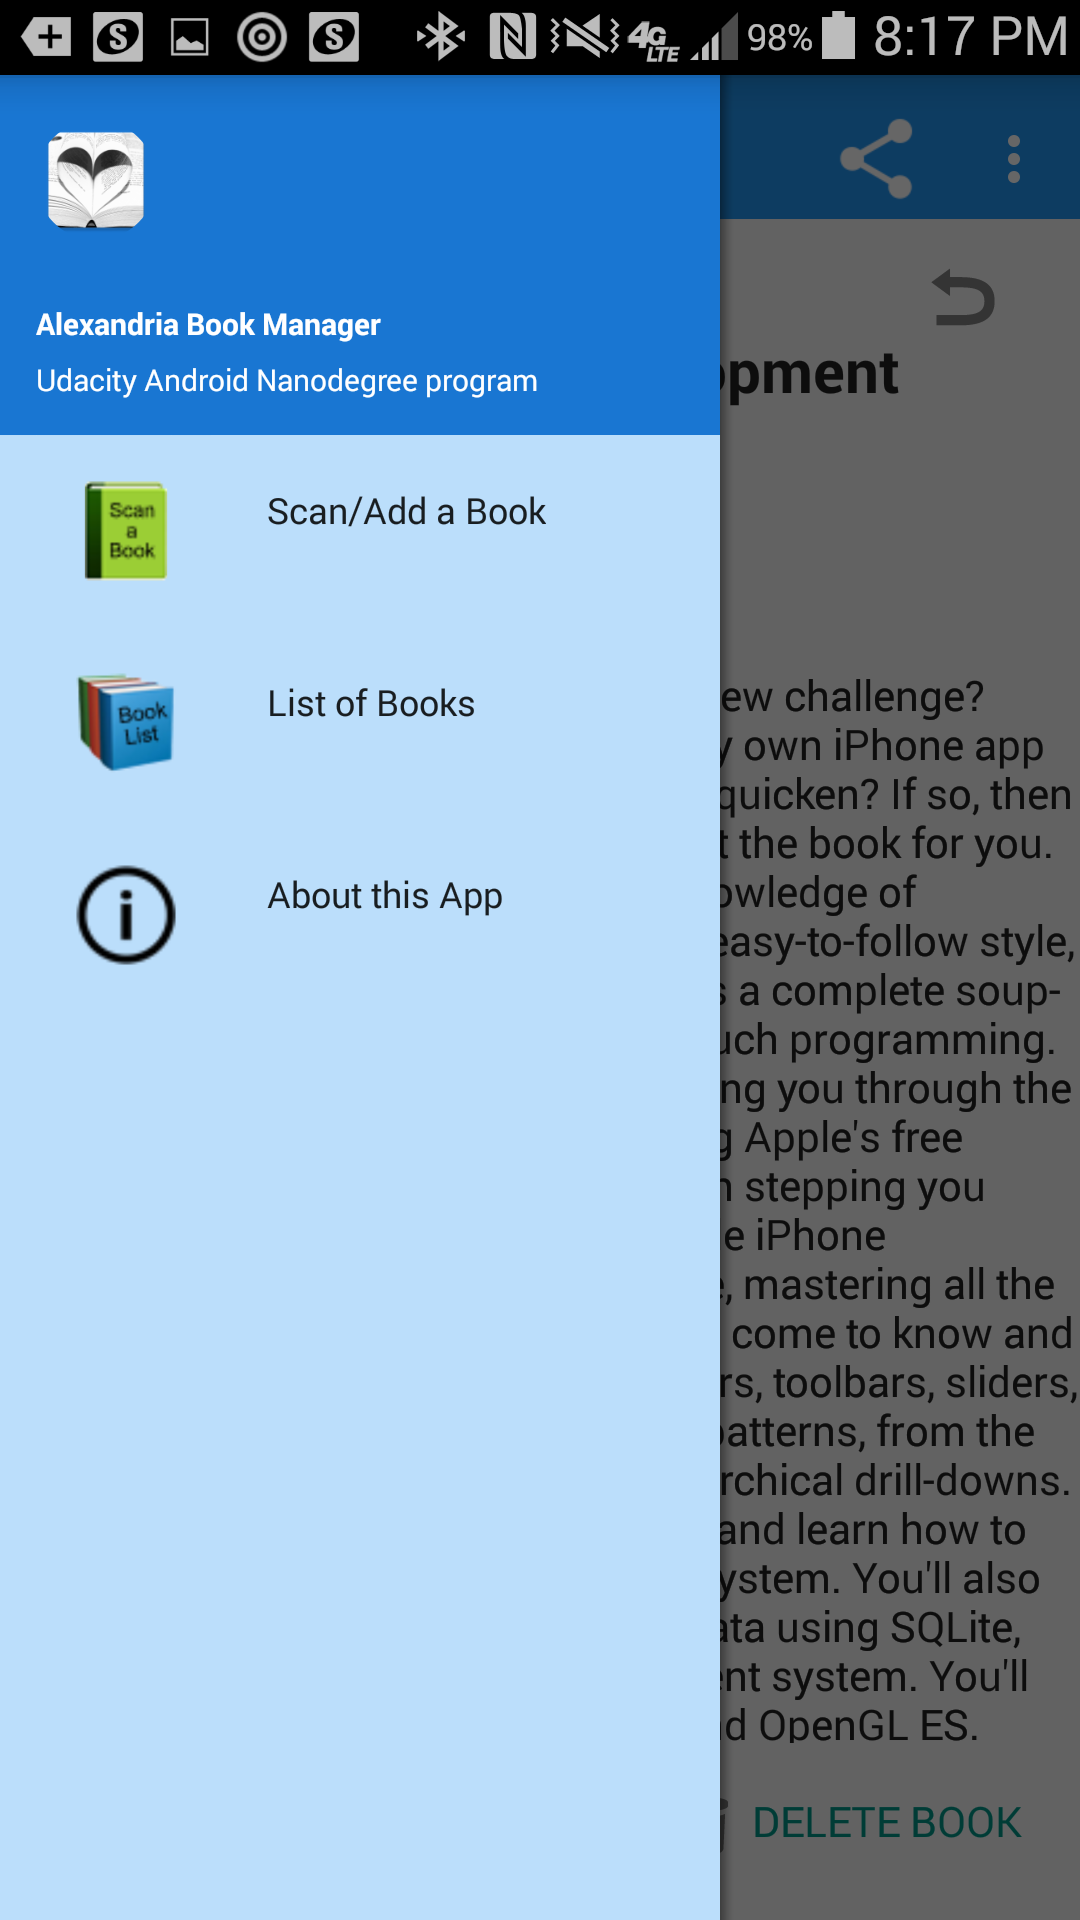 4G LTE 98% 8:17 PM
Alexandria Book Manager
Udacity Android Nanodegree program
opment
Scan a Book
Scan/Add a Book
Book List
List of Books
About this App
ew challenge?
y own iPhone app
quicken? If so, then
t the book for you.
owledge of
easy-to-follow style,
s a complete soup-
uch programming.
ng you through the
g Apple's free
n stepping you
e iPhone
e, mastering all the
come to know and
rs, toolbars, sliders,
patterns, from the
rchical drill-downs.
and learn how to
ystem. You'll also
ata using SQLite,
ent system. You'll
d OpenGL ES.
DELETE BOOK